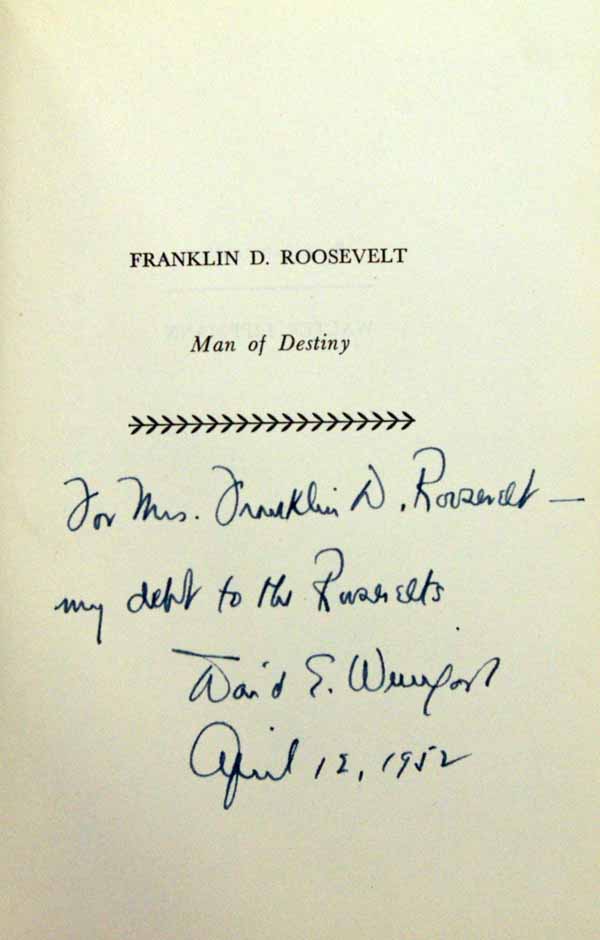 FRANKLIN D. ROOSEVELT
Man of Destiny
For Mrs. Franklin D. Roosevelt —
my debt to the Roosevelts
David E. Weingast
April 12, 1952